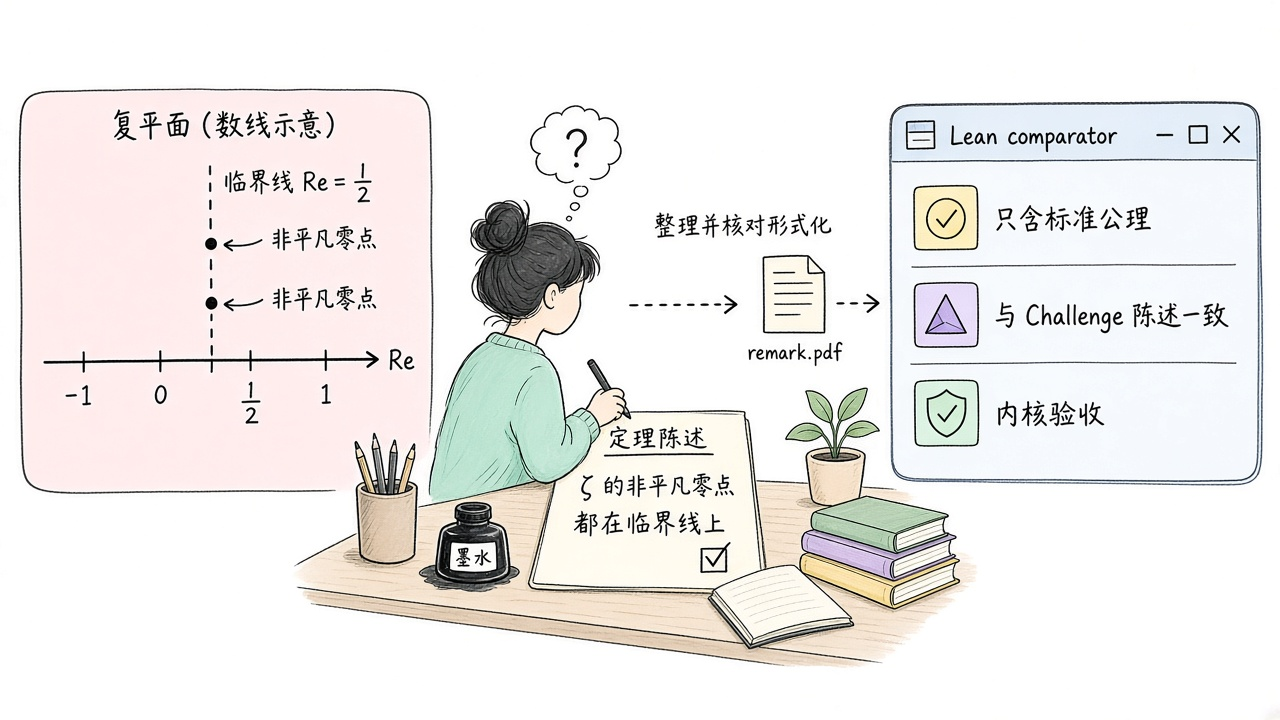 复平面（数线示意）
临界线 Re = 1/2
非平凡零点
非平凡零点
Re
-1 0 1/2 1
?
整理并核对形式化
remark.pdf
定理陈述
ζ 的非平凡零点
都在临界线上
墨水
Lean comparator
只含标准公理
与 Challenge 陈述一致
内核验收